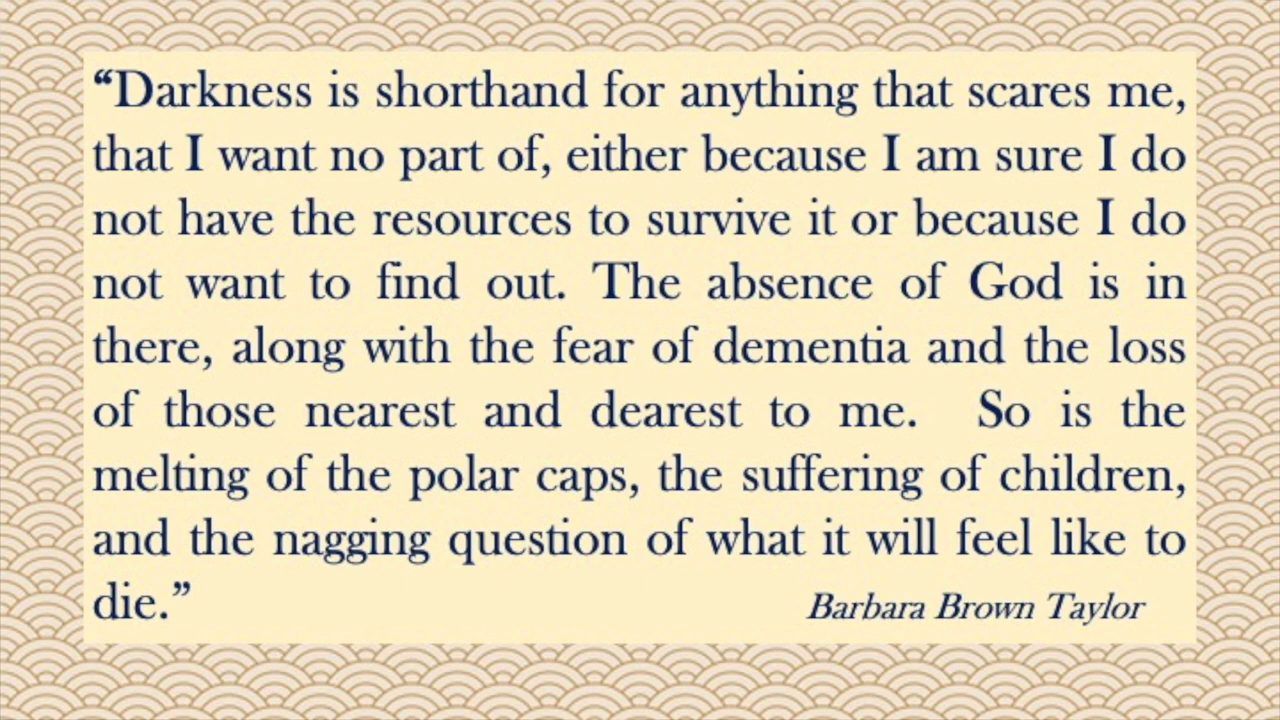 “Darkness is shorthand for anything that scares me,
that I want no part of, either because I am sure I do
not have the resources to survive it or because I do
not want to find out. The absence of God is in
there, along with the fear of dementia and the loss
of those nearest and dearest to me.  So is the
melting of the polar caps, the suffering of children,
and the nagging question of what it will feel like to
die.”
Barbara Brown Taylor